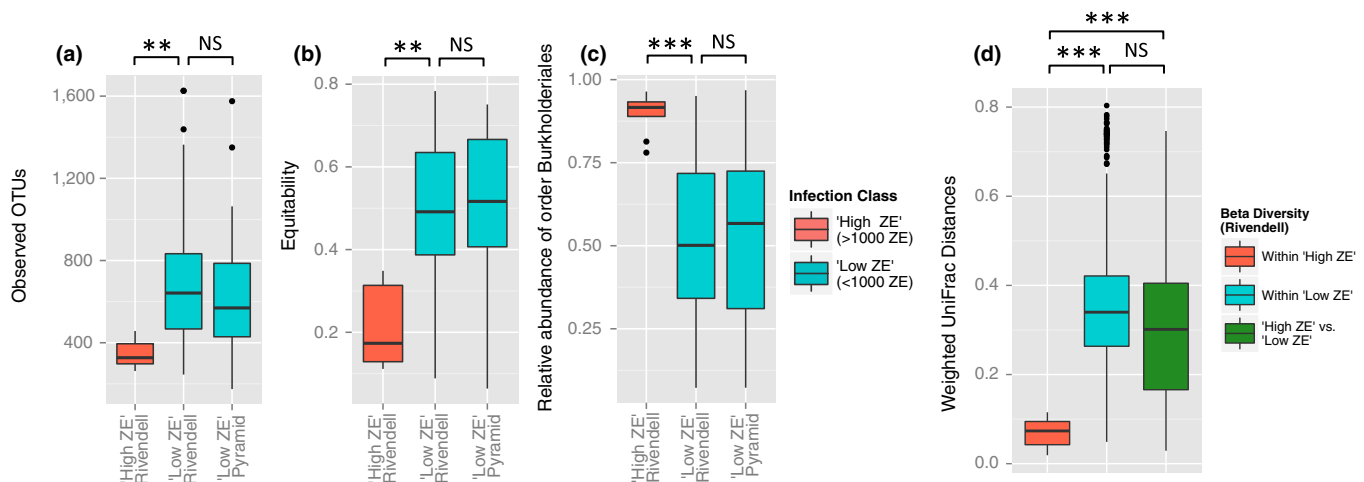 (a)
** NS
Observed OTUs
1,600
1,200
800
400
'High ZE' Rivendell
'Low ZE' Rivendell
'Low ZE' Pyramid
(b)
** NS
Equitability
0.8
0.6
0.4
0.2
'High ZE' Rivendell
'Low ZE' Rivendell
'Low ZE' Pyramid
(c)
*** NS
Relative abundance of order Burkholderiales
1.00
0.75
0.50
0.25
'High ZE' Rivendell
'Low ZE' Rivendell
'Low ZE' Pyramid
Infection Class
'High ZE'
(>1000 ZE)
'Low ZE'
(<1000 ZE)
(d)
***
*** NS
Weighted UniFrac Distances
0.8
0.6
0.4
0.2
0.0
Beta Diversity
(Rivendell)
Within 'High ZE'
Within 'Low ZE'
'High ZE' vs.
'Low ZE'